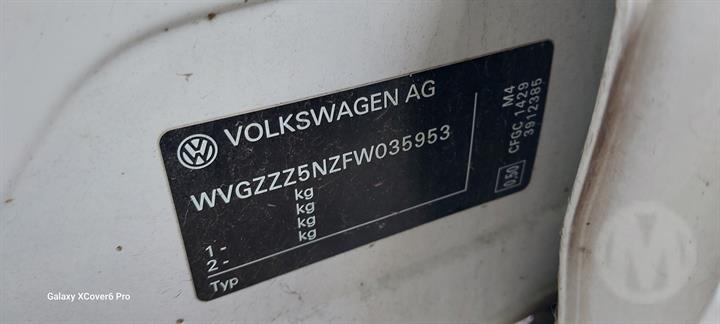 VOLKSWAGEN AG
WVGZZZ5NZFW035953
kg
kg
1 - kg
2 - kg
Typ
M4
CFGC 1429
3912385
0.50
Galaxy XCover6 Pro